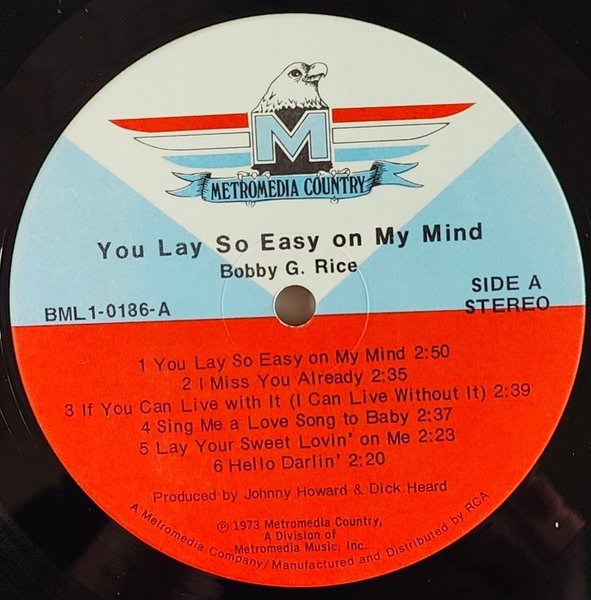 M
METROMEDIA COUNTRY
You Lay So Easy on My Mind
Bobby G. Rice
BML1-0186-A
SIDE A
STEREO
1 You Lay So Easy on My Mind 2:50
2 I Miss You Already 2:35
3 If You Can Live with It (I Can Live Without It) 2:39
4 Sing Me a Love Song to Baby 2:37
5 Lay Your Sweet Lovin' on Me 2:23
6 Hello Darlin' 2:20
Produced by Johnny Howard & Dick Heard
℗ 1973 Metromedia Country,
A Division of
Metromedia Music, Inc.
A Metromedia Company/Manufactured and Distributed by RCA